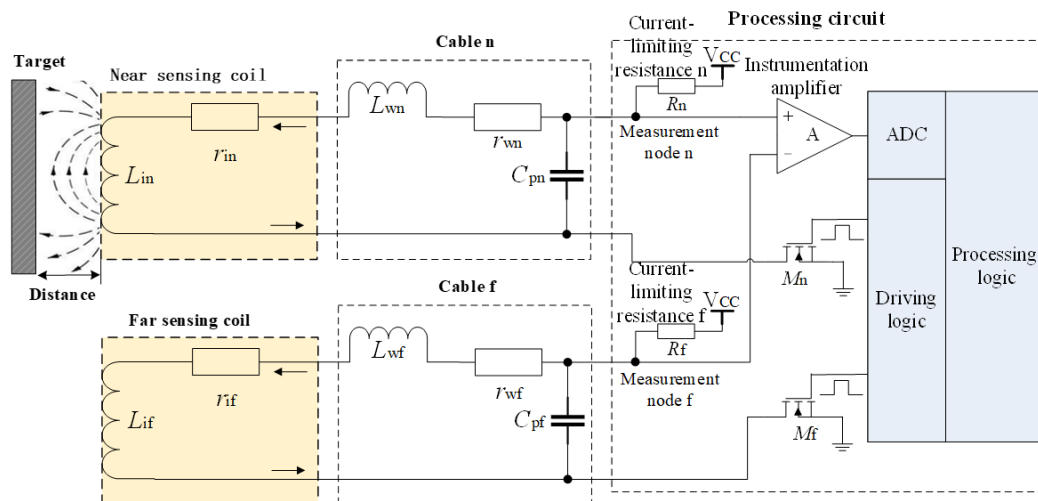 Processing circuit
Target
Near sensing coil
Cable n
Current-
limiting
resistance n
VCC
Instrumentation
amplifier
Lwn
rwn
Rn
Measurement
node n
+
A
−
ADC
rin
Lin
Cpn
Mn
Distance
Far sensing coil
Cable f
Current-
limiting
resistance f
VCC
Driving
logic
Processing
logic
Lwf
rwf
Rf
Measurement
node f
rif
Lif
Cpf
Mf